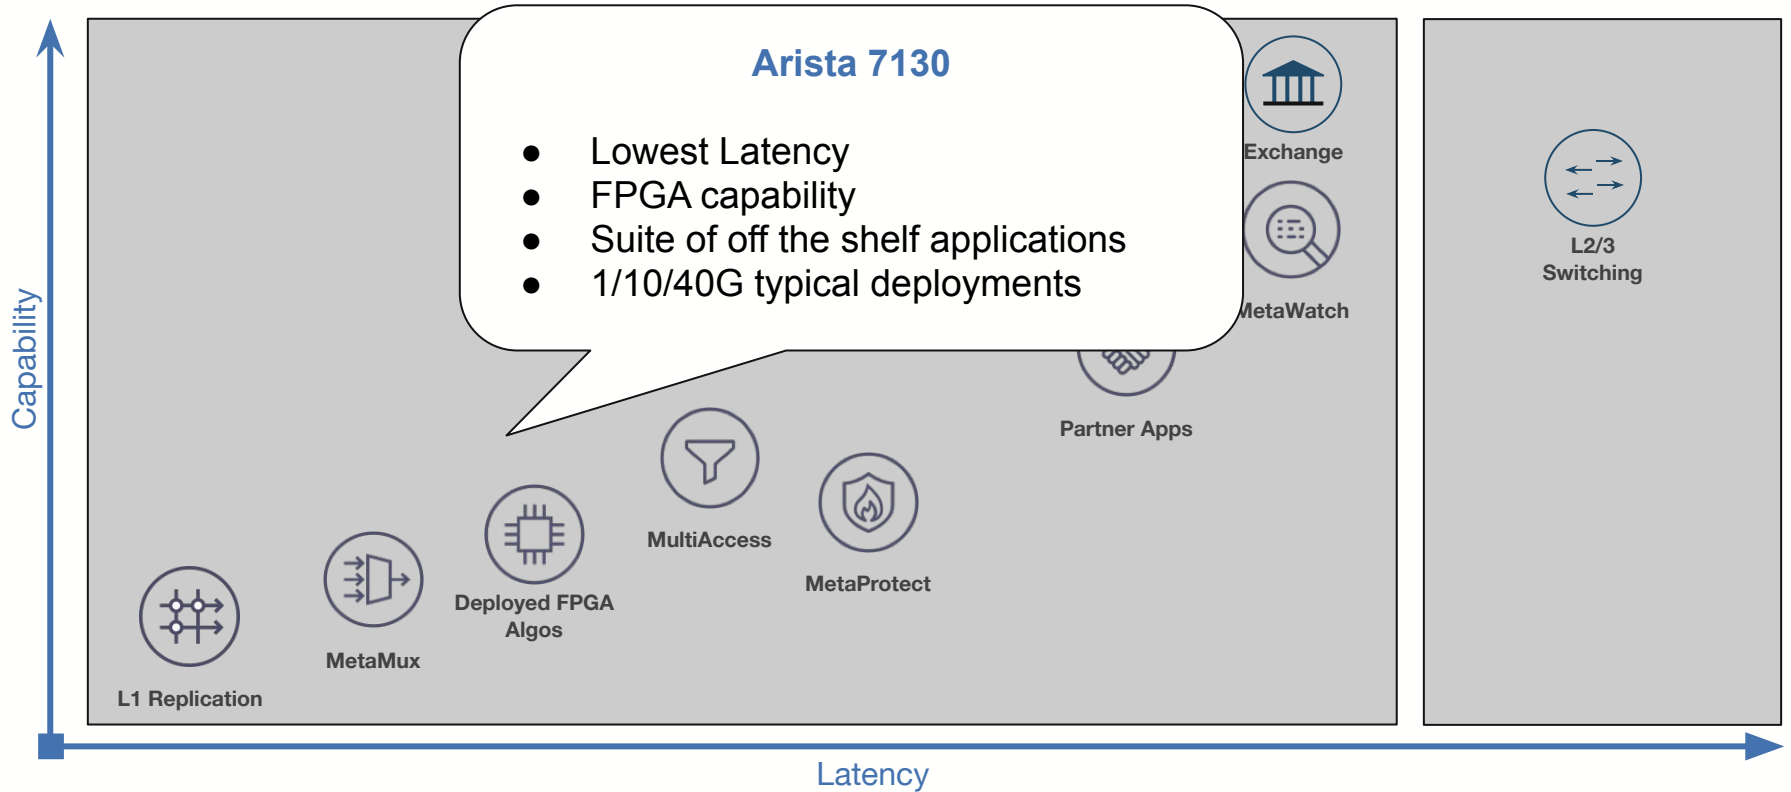 Arista 7130
● Lowest Latency
● FPGA capability
● Suite of off the shelf applications
● 1/10/40G typical deployments
Exchange
MetaWatch
L2/3
Switching
Partner Apps
MultiAccess
MetaProtect
Deployed FPGA
Algos
MetaMux
L1 Replication
Capability
Latency